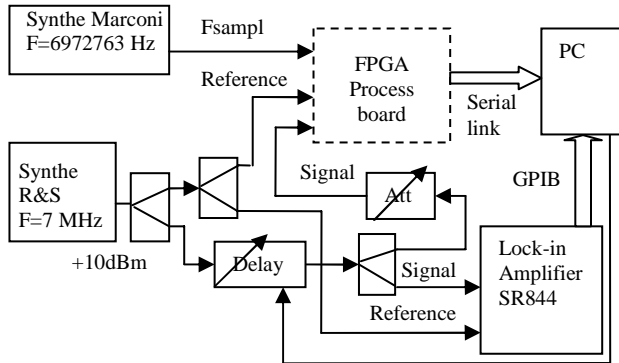 Synthe Marconi
F=6972763 Hz
Fsampl
Reference
FPGA
Process
board
Serial
link
PC
Synthe
R&S
F=7 MHz
+10dBm
Signal
Att
GPIB
Delay
Signal
Reference
Lock-in
Amplifier
SR844